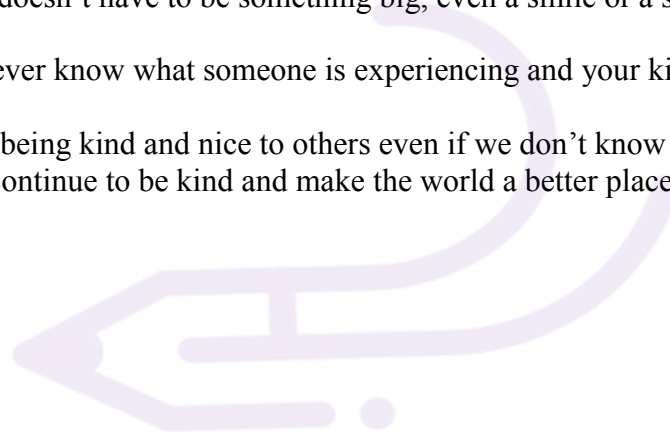 doesn’t have to be something big, even a smile or a s
ever know what someone is experiencing and your ki
being kind and nice to others even if we don’t know
continue to be kind and make the world a better place